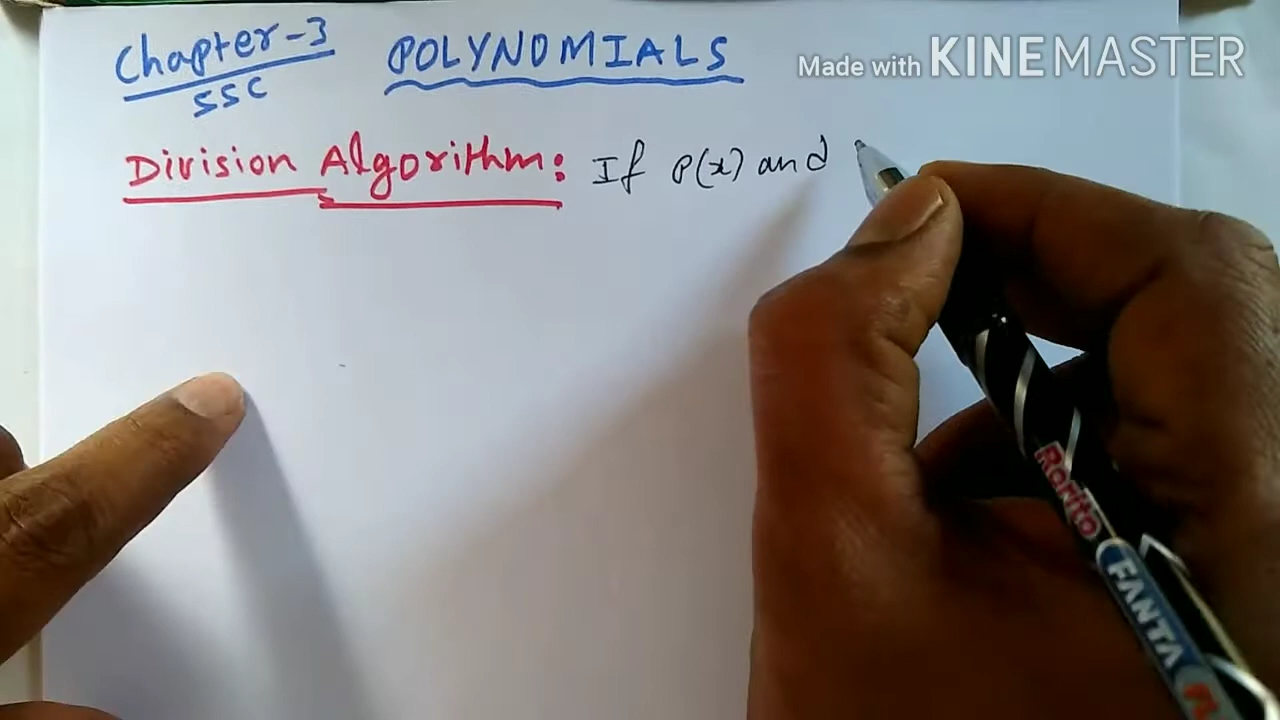 Chapter-3 POLYNOMIALS
SSC
Made with KINEMASTER
Division Algorithm: If P(x) and
Rorito
FANTA